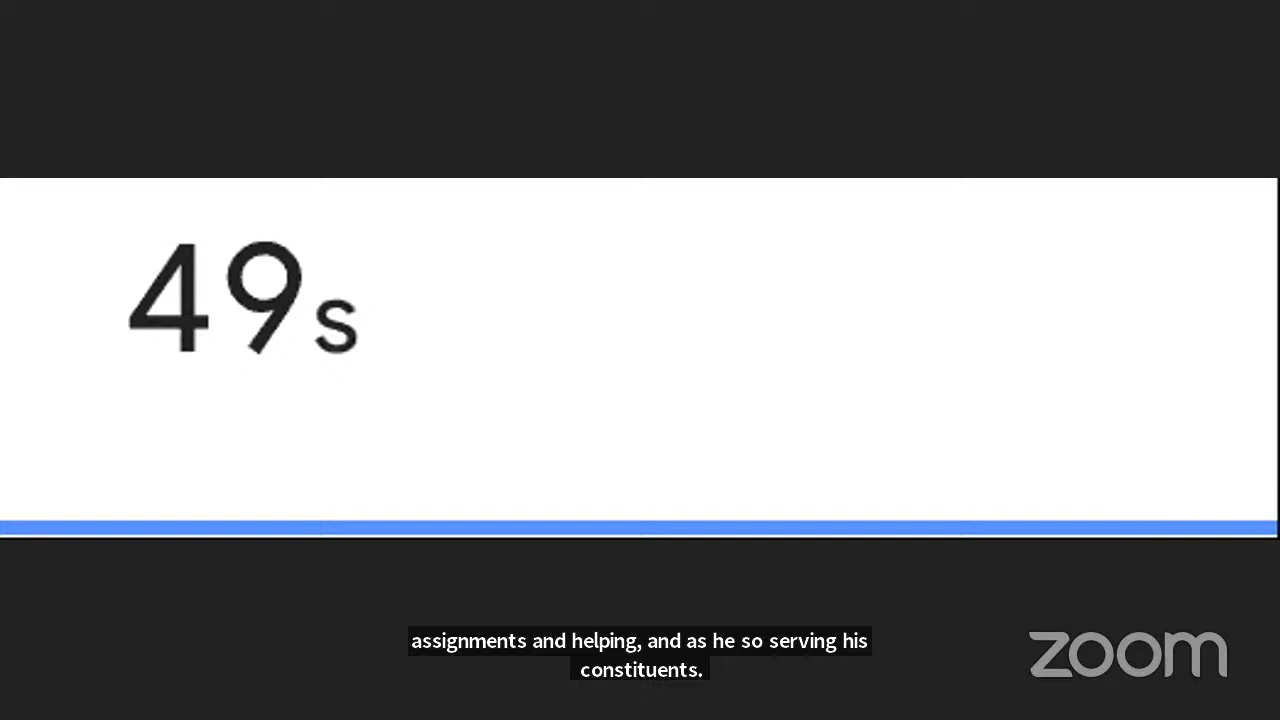 49s
assignments and helping, and as he so serving his
constituents.
zoom